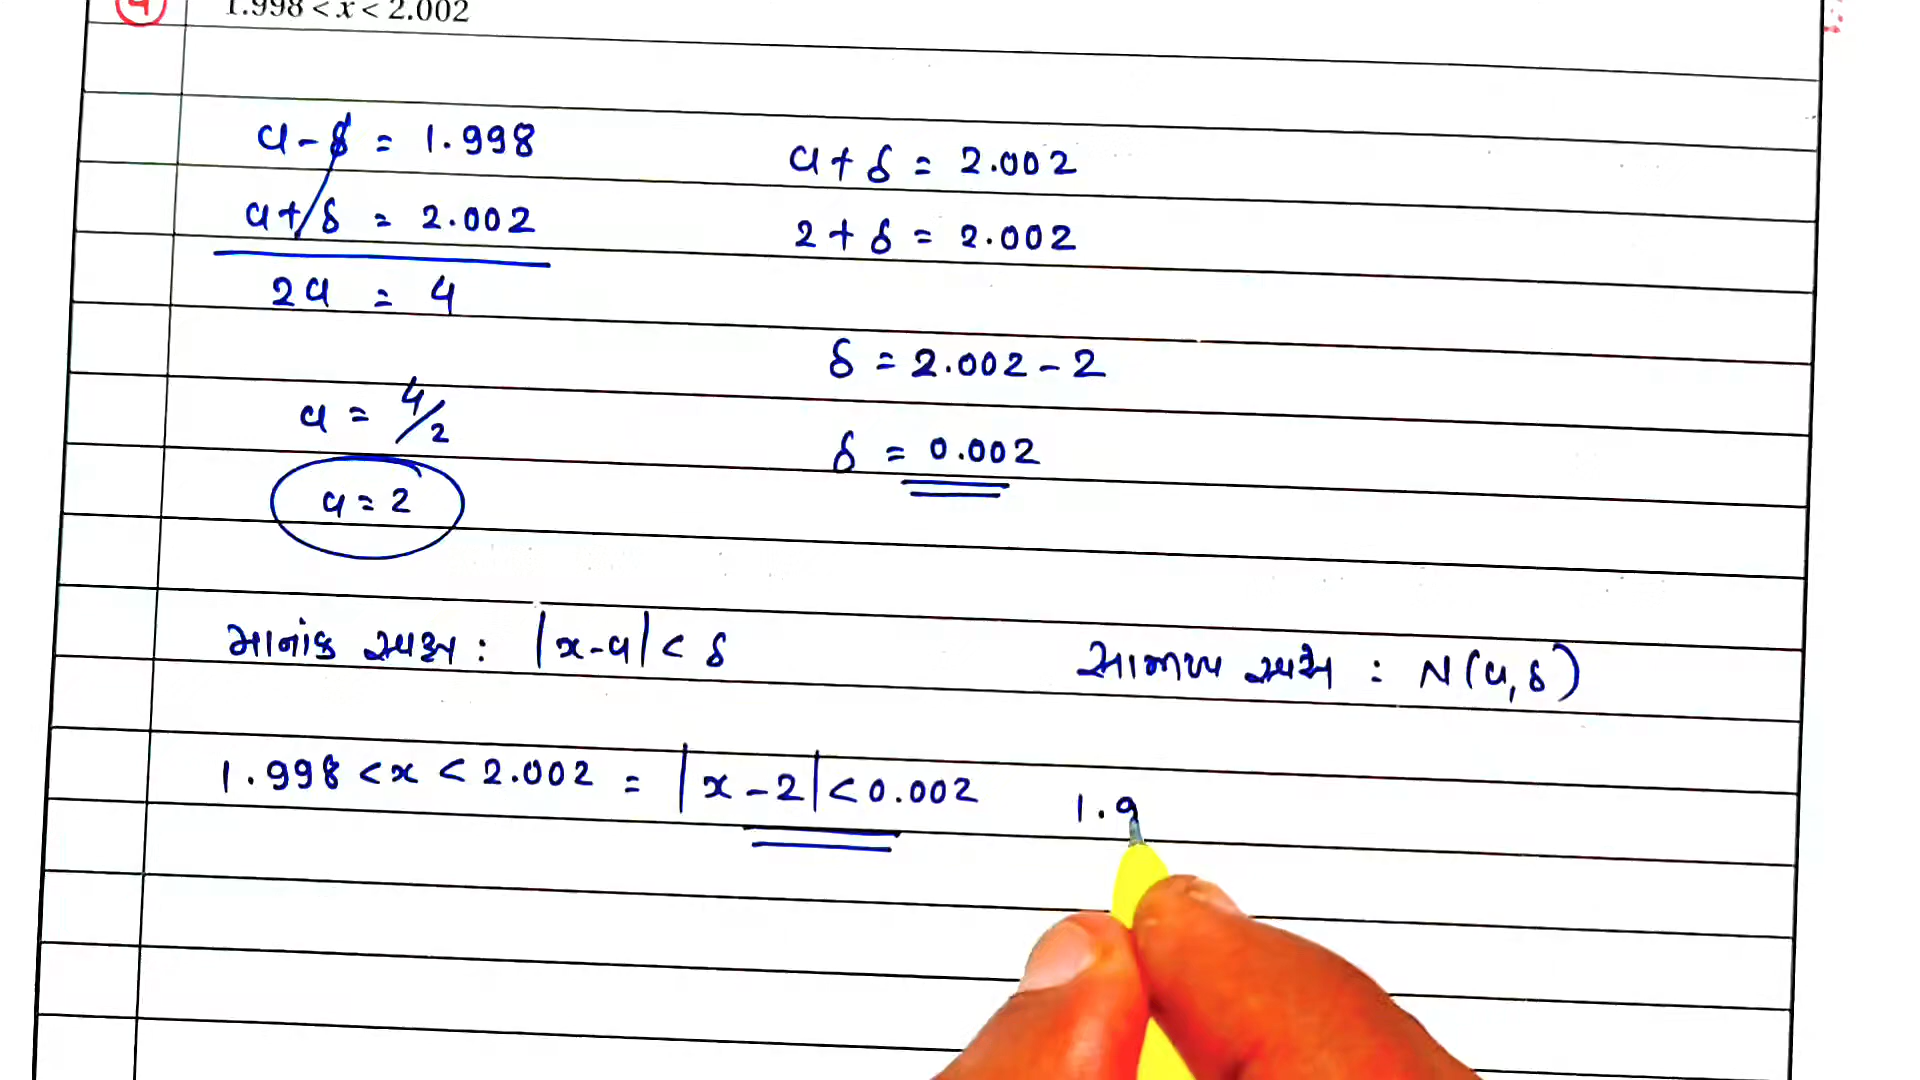 1.998 < x < 2.002
a - δ = 1.998
a + δ = 2.002
2a = 4
a = 4/2
a = 2
a + δ = 2.002
2 + δ = 2.002
δ = 2.002 - 2
δ = 0.002
માનાંક સ્વરૂપ : |x-a| < δ
સામીપ્ય સ્વરૂપ : N(a, δ)
1.998 < x < 2.002 = |x - 2| < 0.002
1.9